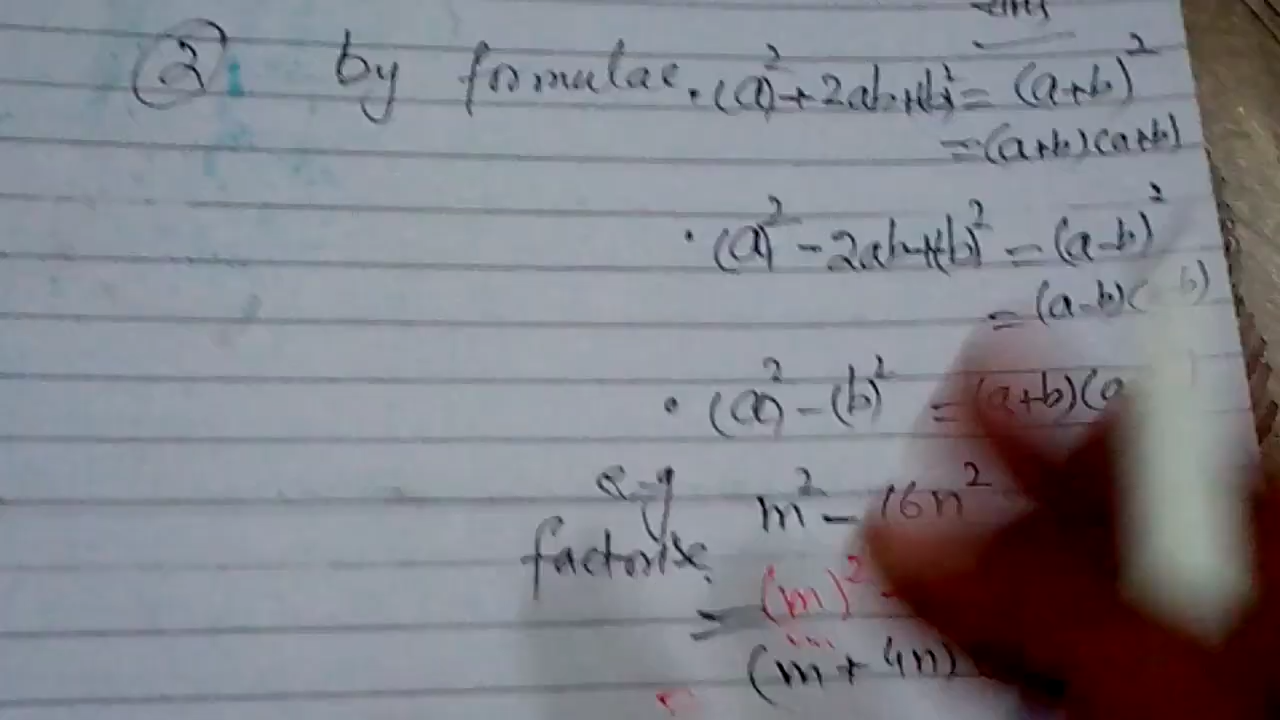 ② by formulae. • (a)² + 2ab + (b)² = (a+b)²
= (a+b)(a+b)
• (a)² - 2ab + (b)² = (a-b)²
= (a-b)( b)
• (a)² - (b)² = (a+b)(a
e.g m² - 16n²
factorise.
= (m)²
(m + 4n)